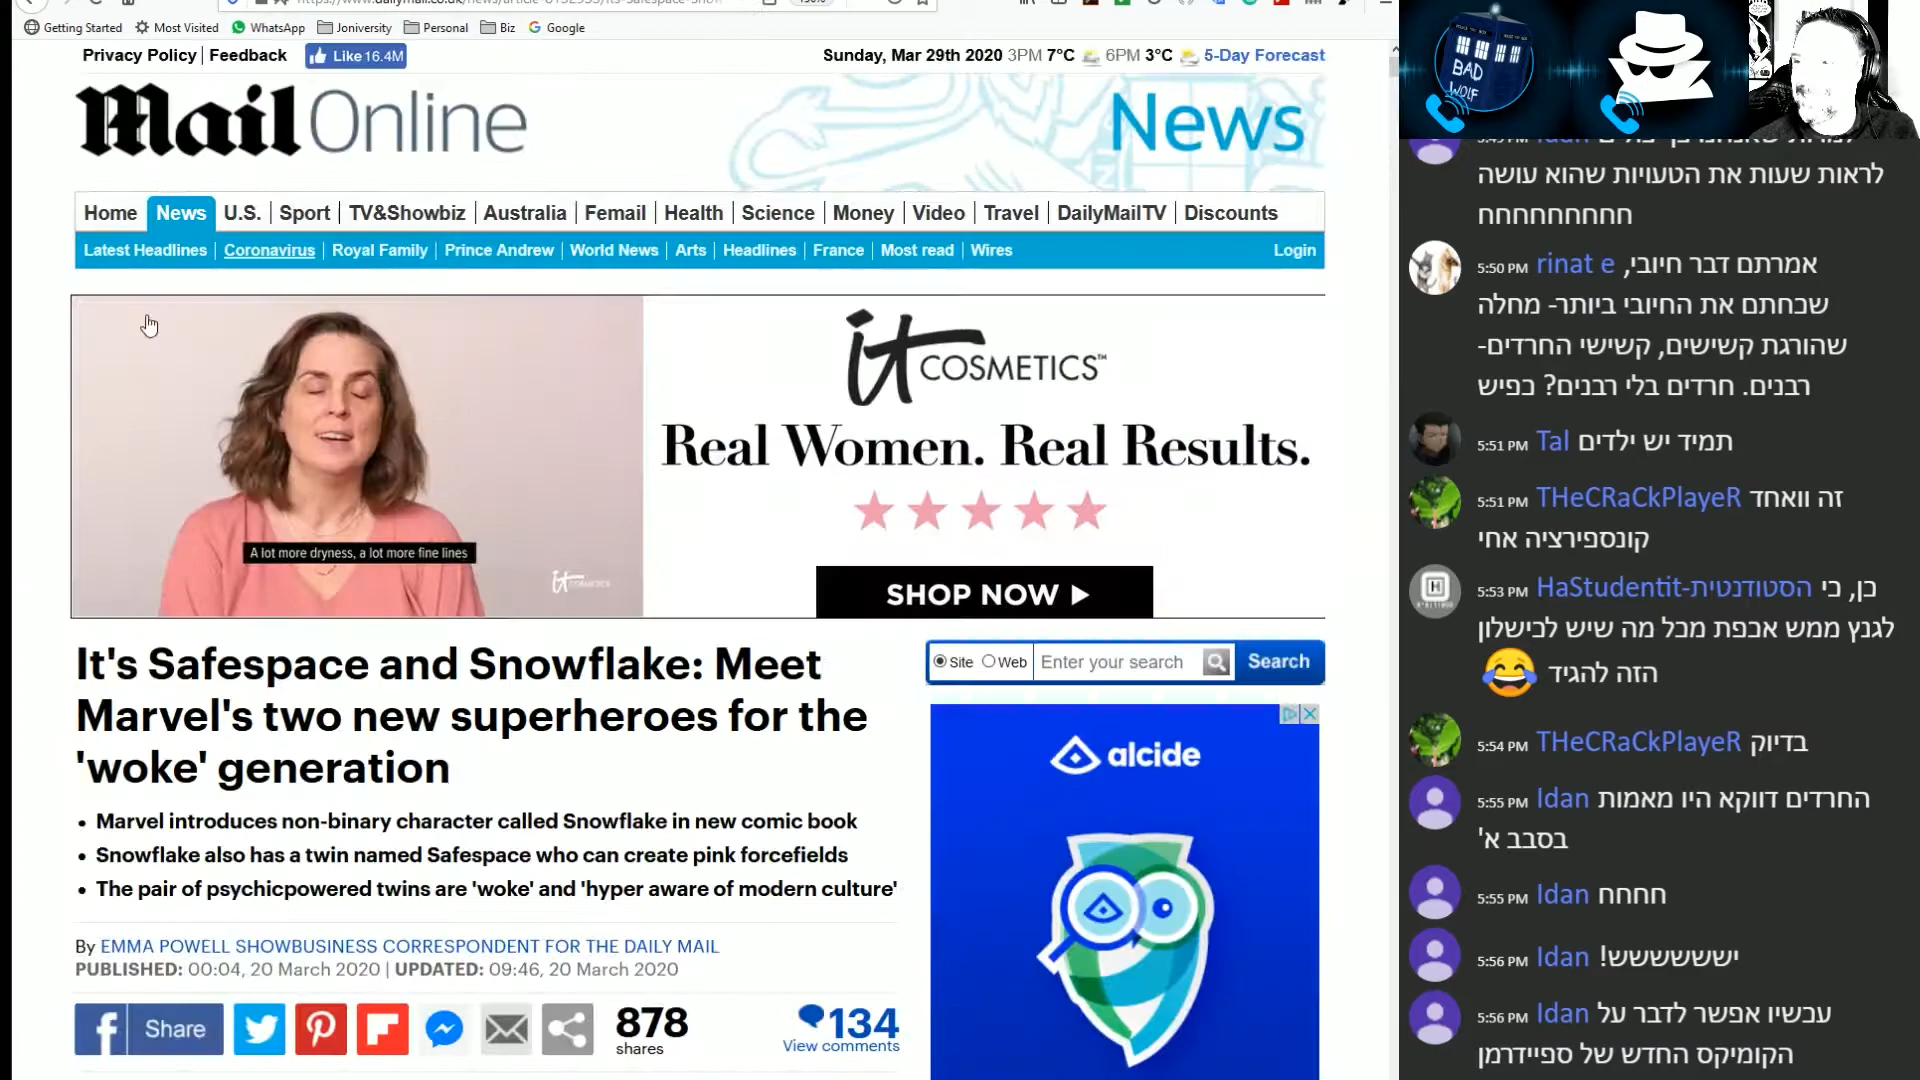 Getting Started Most Visited WhatsApp Joniversity Personal Biz Google
Privacy Policy | Feedback Like 16.4M
Sunday, Mar 29th 2020 3PM 7°C 6PM 3°C 5-Day Forecast
Mail Online
News
Home News U.S. Sport TV&Showbiz Australia Femail Health Science Money Video Travel DailyMailTV Discounts
Latest Headlines Coronavirus Royal Family Prince Andrew World News Arts Headlines France Most read Wires Login
A lot more dryness, a lot more fine lines
it COSMETICS
it COSMETICS™
Real Women. Real Results.
SHOP NOW
It's Safespace and Snowflake: Meet
Marvel's two new superheroes for the
'woke' generation
Site Web Enter your search Search
• Marvel introduces non-binary character called Snowflake in new comic book
• Snowflake also has a twin named Safespace who can create pink forcefields
• The pair of psychicpowered twins are 'woke' and 'hyper aware of modern culture'
By EMMA POWELL SHOWBUSINESS CORRESPONDENT FOR THE DAILY MAIL
PUBLISHED: 00:04, 20 March 2020 | UPDATED: 09:46, 20 March 2020
Share
878
shares
134
View comments
alcide
BAD
WOLF
לראות שעות את הטעויות שהוא עושה
חחחחחחחחח
5:50 PM rinat e אמרתם דבר חיובי,
שכחתם את החיובי ביותר- מחלה
שהורגת קשישים, קשישי החרדים-
רבנים. חרדים בלי רבנים? כפיש
5:51 PM Tal תמיד יש ילדים
5:51 PM THeCRaCkPlayeR זה וואחד
קונספירציה אחי
5:53 PM HaStudentit-הסטודנטית כן, כי
לגנץ ממש אכפת מכל מה שיש לכישלון
הזה להגיד 😂
5:54 PM THeCRaCkPlayeR בדיוק
5:55 PM Idan החרדים דווקא היו מאמות
בסבב א'
5:55 PM Idan חחחח
5:56 PM Idan יששששששש!
5:56 PM Idan עכשיו אפשר לדבר על
הקומיקס החדש של ספיידרמן